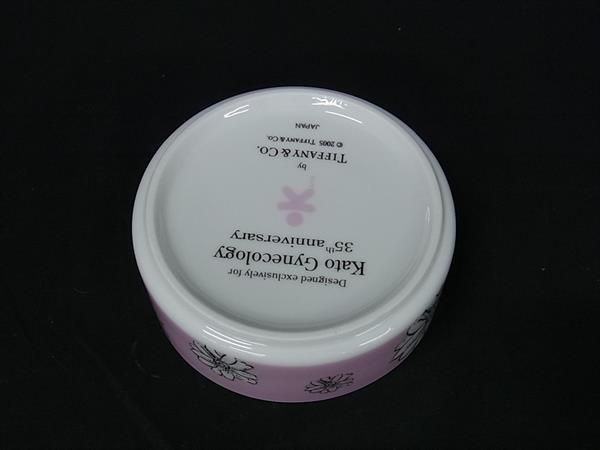 Designed exclusively for
Kato Gynecology
35th anniversary
by
TIFFANY & CO.
© 2005 TIFFANY & CO.
JAPAN